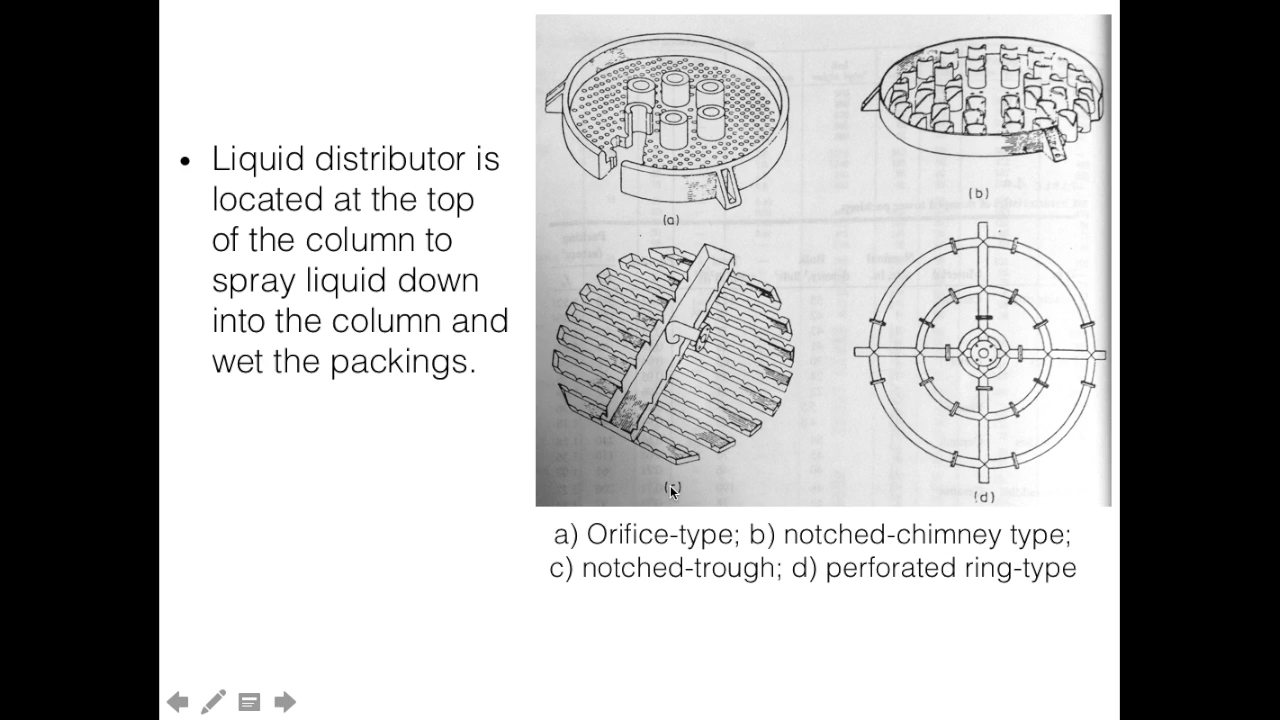 • Liquid distributor is
located at the top
of the column to
spray liquid down
into the column and
wet the packings.
(a)
(b)
(d)
a) Orifice-type; b) notched-chimney type;
c) notched-trough; d) perforated ring-type